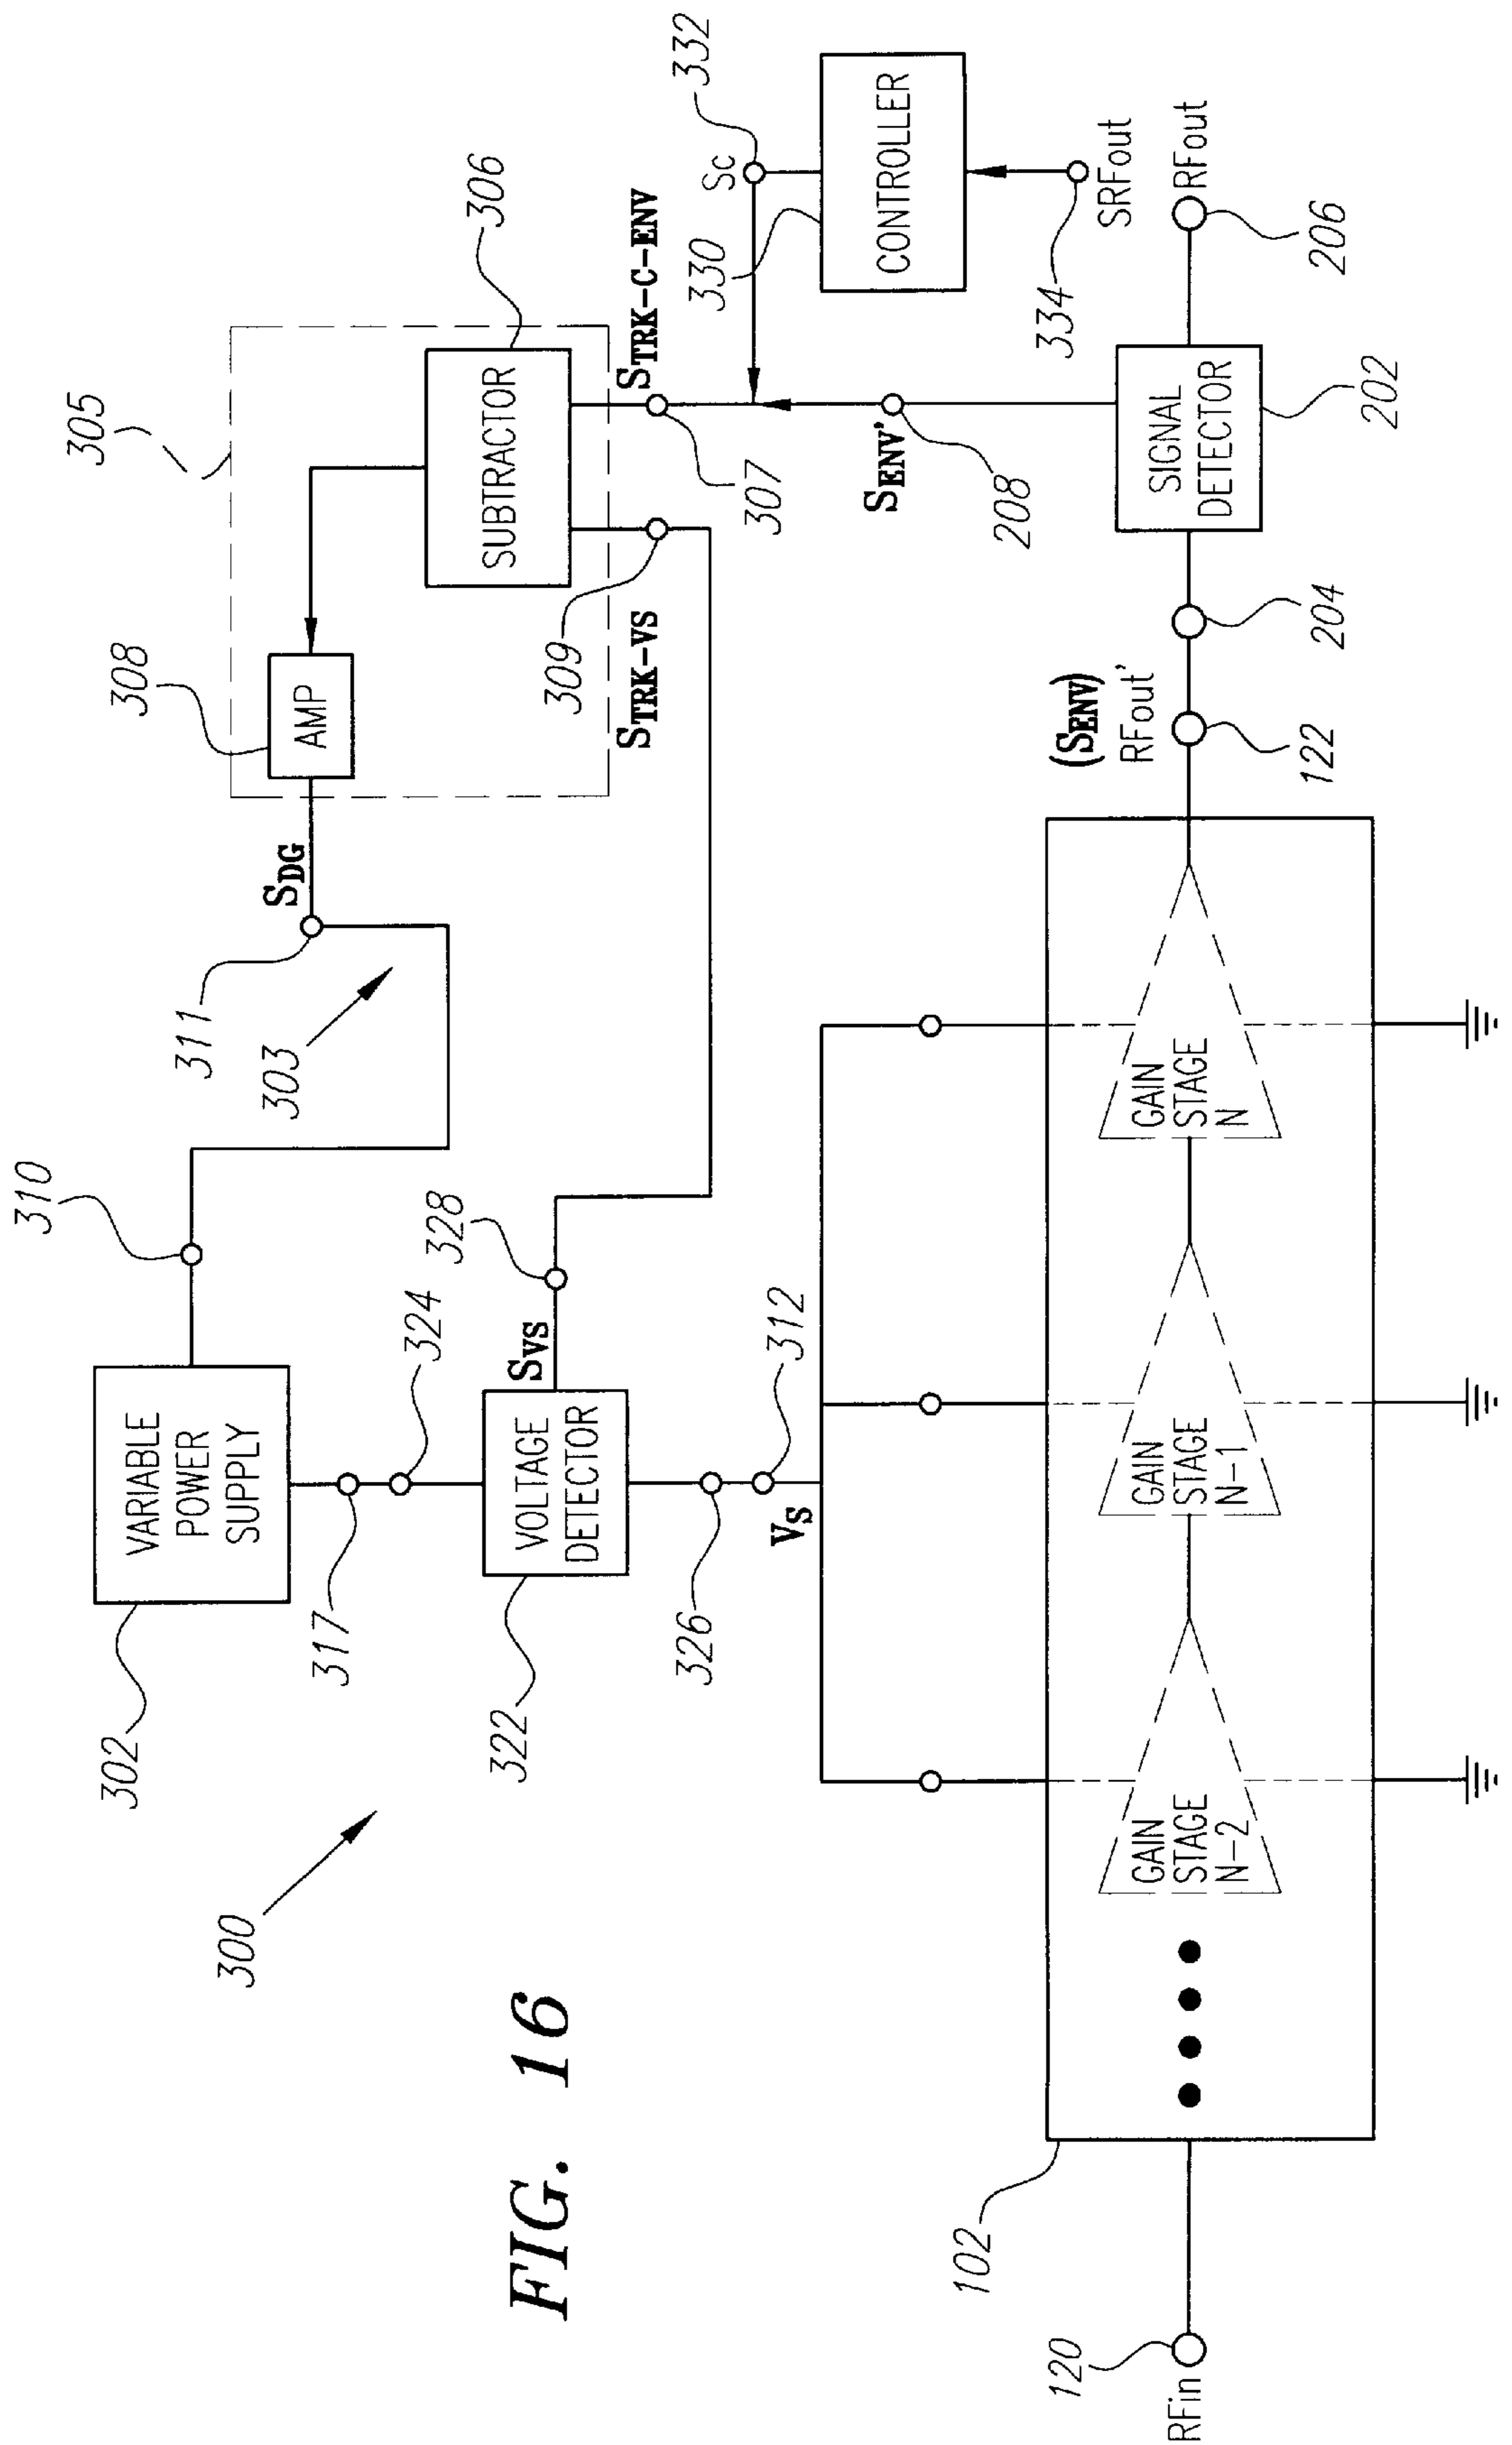 FIG. 16
300
302
VARIABLE
POWER
SUPPLY
310
317
324
322
VOLTAGE
DETECTOR
SVS
328
326
312
VS
303
311
SDG
308
AMP
305
306
SUBTRACTOR
309
STRK-VS
307
STRK-C-ENV
Sc
332
330
CONTROLLER
334
SRFout
SENV'
208
SIGNAL
DETECTOR
202
RFout
206
204
(SENV)
RFout'
122
GAIN
STAGE
N-2
GAIN
STAGE
N-1
GAIN
STAGE
N
102
120
RFin